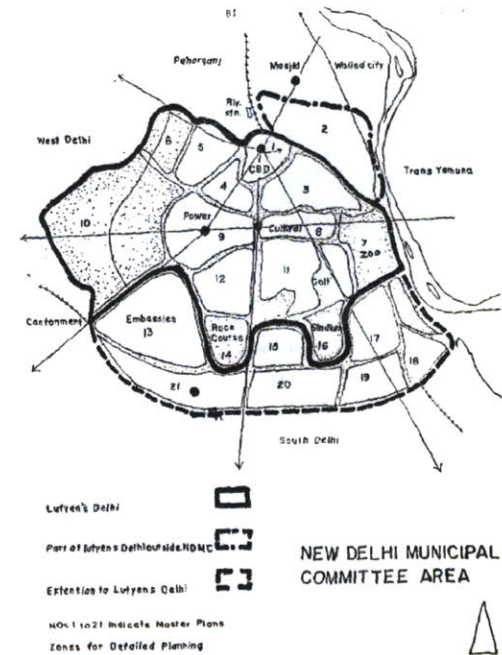 81
Paharganj
Masjid
Walled city
Rly.
stn.
West Delhi
6
5
1
2
CBD
Trans Yamuna
4
3
10
Power
9
Cultural
8
7
ZOO
12
11
Golf
Cantonment
Embassies
13
Race
Course
14
15
Stadium
16
17
18
21
20
19
South Delhi
Lutyen's Delhi
Part of lutyens Delhi outside NDMC
Extention to Lutyens Delhi
NEW DELHI MUNICIPAL
COMMITTEE AREA
NOs 1 to 21 Indicate Master Plans
Zones for Detailed Planning